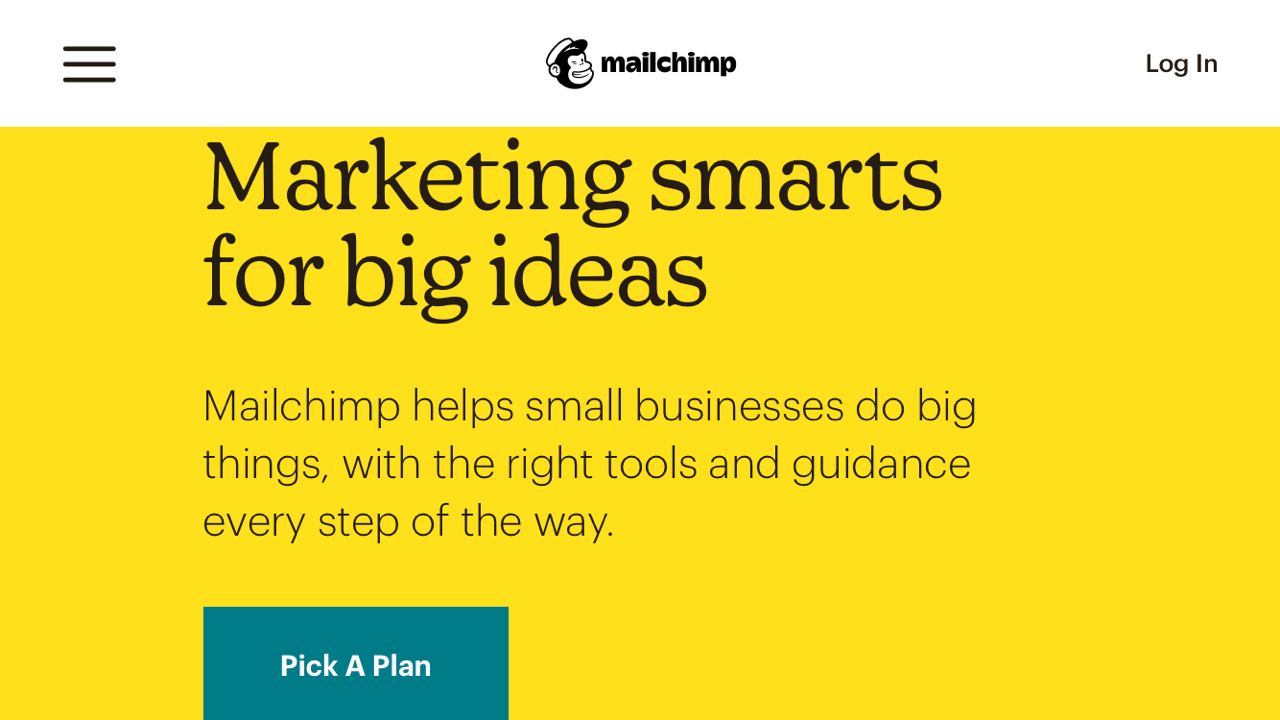 mailchimp
Log In
Marketing smarts
for big ideas
Mailchimp helps small businesses do big
things, with the right tools and guidance
every step of the way.
Pick A Plan